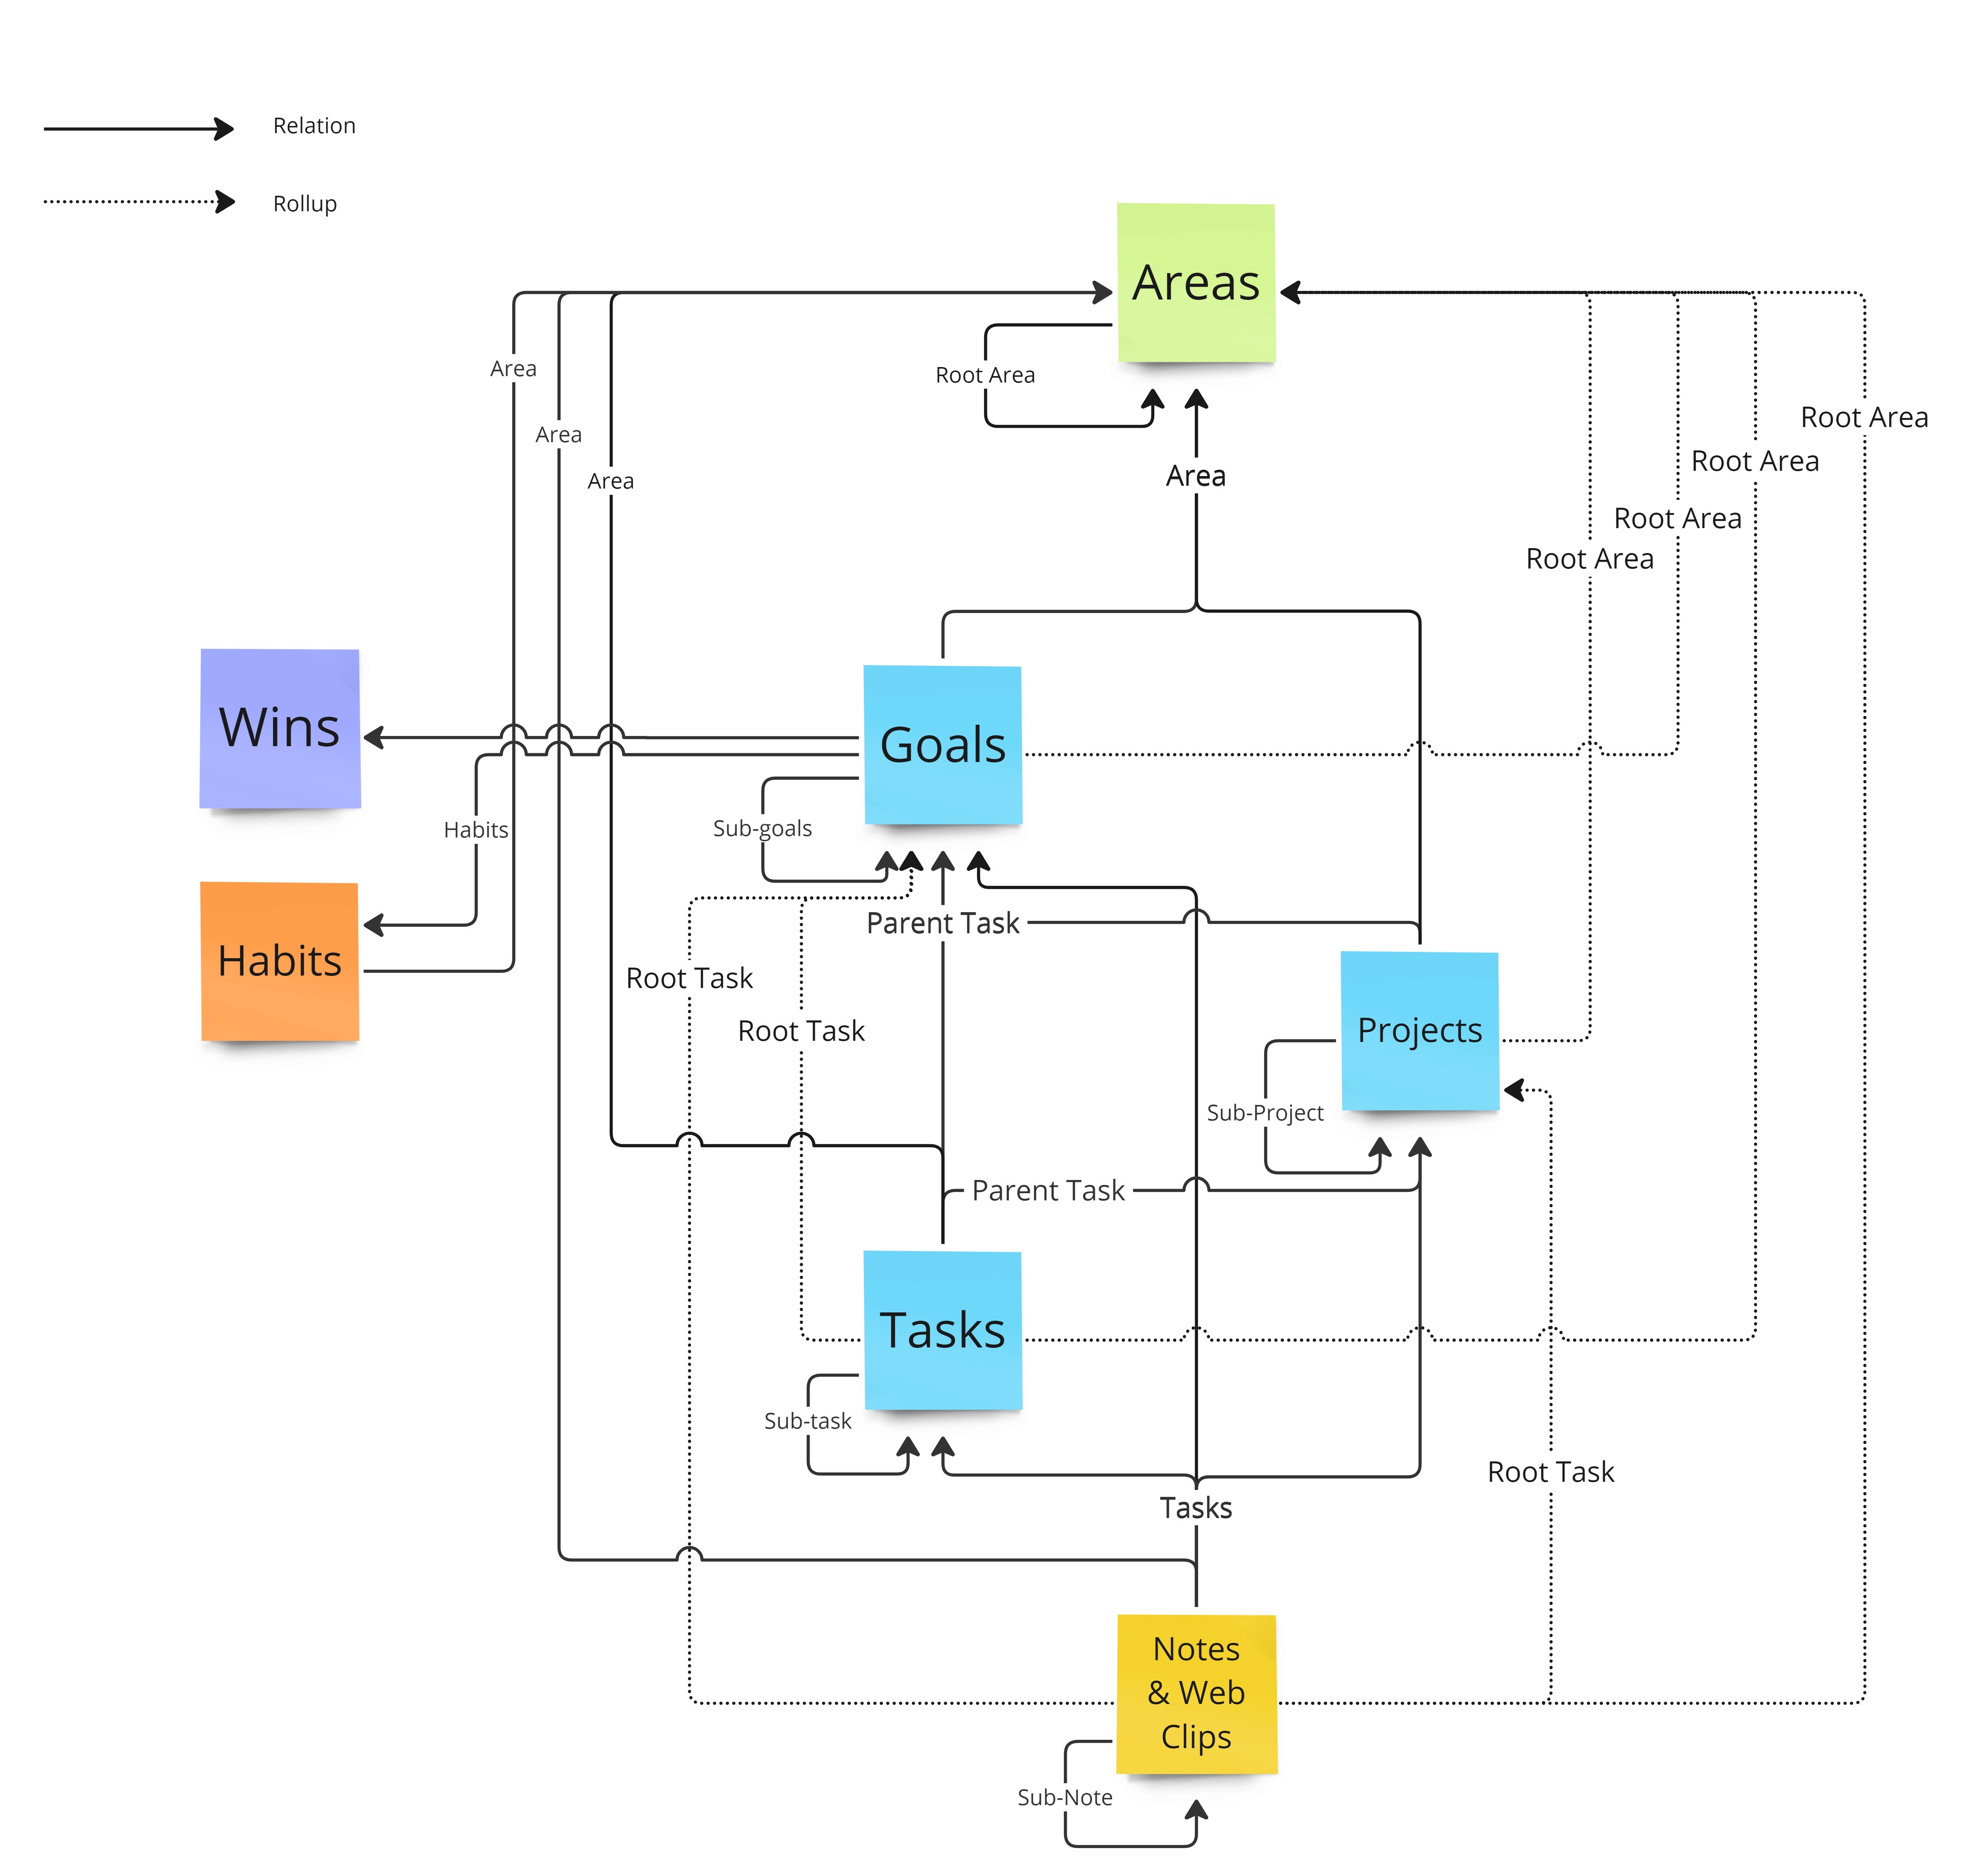 Relation
Rollup
Areas
Root Area
Area
Area
Area
Area
Root Area
Root Area
Root Area
Root Area
Wins
Goals
Habits
Sub-goals
Habits
Parent Task
Root Task
Root Task
Projects
Sub-Project
Parent Task
Tasks
Sub-task
Root Task
Tasks
Notes
& Web
Clips
Sub-Note